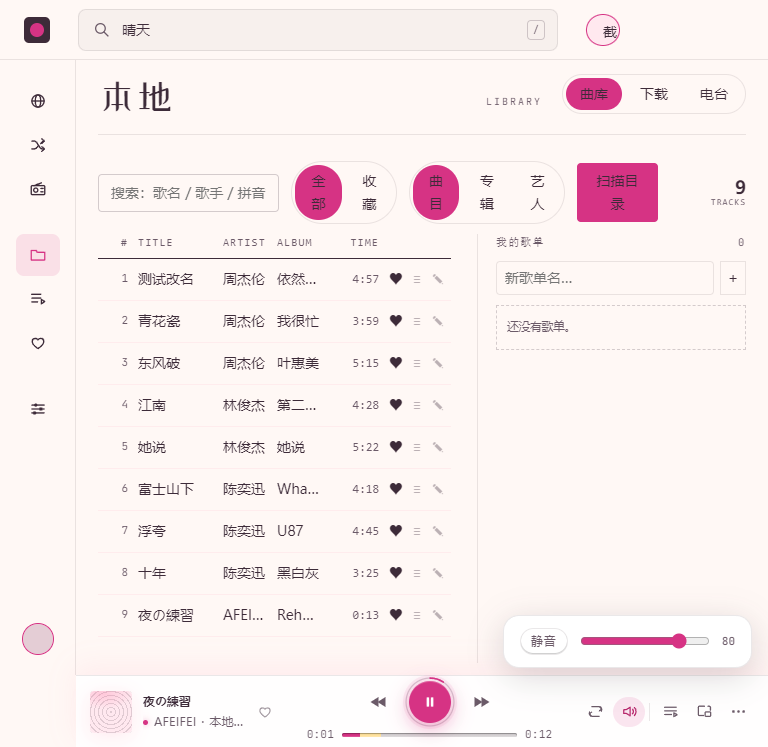 晴天
/
截
本地
LIBRARY
曲库 下载 电台
搜索: 歌名 / 歌手 / 拼音
全部 收藏
曲目 专辑 艺人
扫描目录
9
TRACKS
# TITLE ARTIST ALBUM TIME
1 测试改名 周杰伦 依然... 4:57
2 青花瓷 周杰伦 我很忙 3:59
3 东风破 周杰伦 叶惠美 5:15
4 江南 林俊杰 第二... 4:28
5 她说 林俊杰 她说 5:22
6 富士山下 陈奕迅 Wha... 4:18
7 浮夸 陈奕迅 U87 4:45
8 十年 陈奕迅 黑白灰 3:25
9 夜の練習 AFEI... Reh... 0:13
我的歌单 0
新歌单名... +
还没有歌单。
静音 80
夜の練習
AFEIFEI · 本地...
0:01 0:12